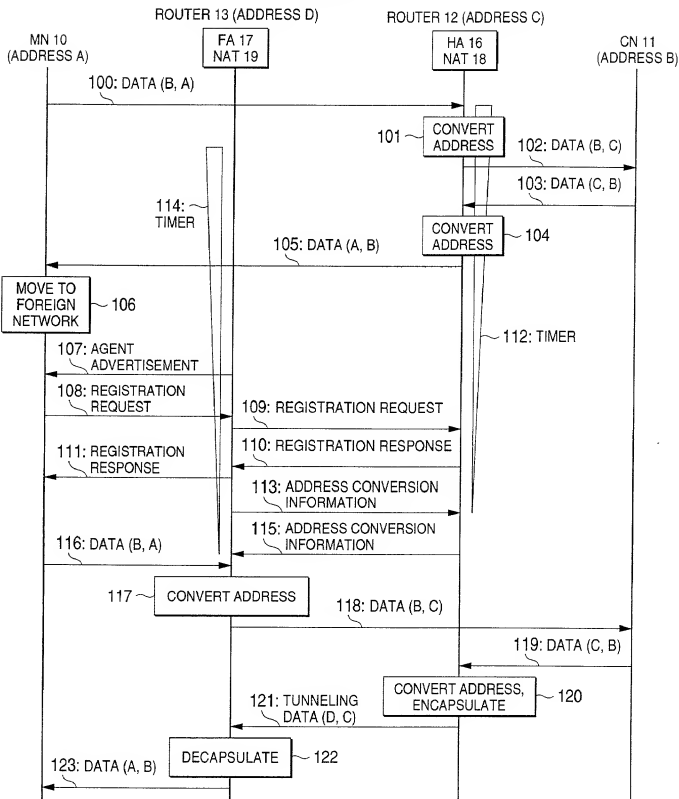 ROUTER 13 (ADDRESS D)
ROUTER 12 (ADDRESS C)
MN 10
(ADDRESS A)
FA 17
NAT 19
HA 16
NAT 18
CN 11
(ADDRESS B)
100: DATA (B, A)
101
CONVERT
ADDRESS
102: DATA (B, C)
103: DATA (C, B)
114:
TIMER
CONVERT
ADDRESS
104
105: DATA (A, B)
MOVE TO
FOREIGN
NETWORK
106
112: TIMER
107: AGENT
ADVERTISEMENT
108: REGISTRATION
REQUEST
109: REGISTRATION REQUEST
110: REGISTRATION RESPONSE
111: REGISTRATION
RESPONSE
113: ADDRESS CONVERSION
INFORMATION
115: ADDRESS CONVERSION
INFORMATION
116: DATA (B, A)
117
CONVERT ADDRESS
118: DATA (B, C)
119: DATA (C, B)
CONVERT ADDRESS,
ENCAPSULATE
120
121: TUNNELING
DATA (D, C)
DECAPSULATE
122
123: DATA (A, B)